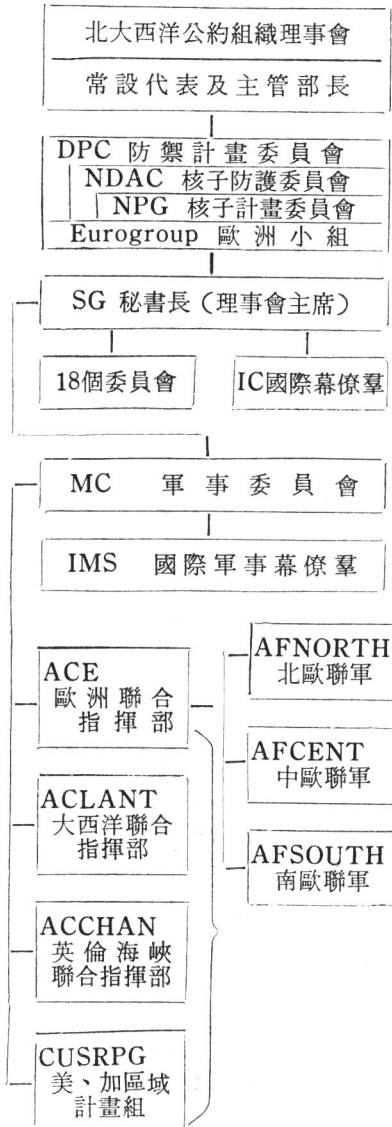 北大西洋公約組織理事會
常設代表及主管部長
DPC 防禦計畫委員會
NDAC 核子防護委員會
NPG 核子計畫委員會
Eurogroup 歐洲小組
SG 秘書長（理事會主席）
18個委員會
IC國際幕僚羣
MC 軍事委員會
IMS 國際軍事幕僚羣
ACE
歐洲聯合
指揮部
ACLANT
大西洋聯合
指揮部
ACCHAN
英倫海峽
聯合指揮部
CUSRPG
美、加區域
計畫組
AFNORTH
北歐聯軍
AFCENT
中歐聯軍
AFSOUTH
南歐聯軍